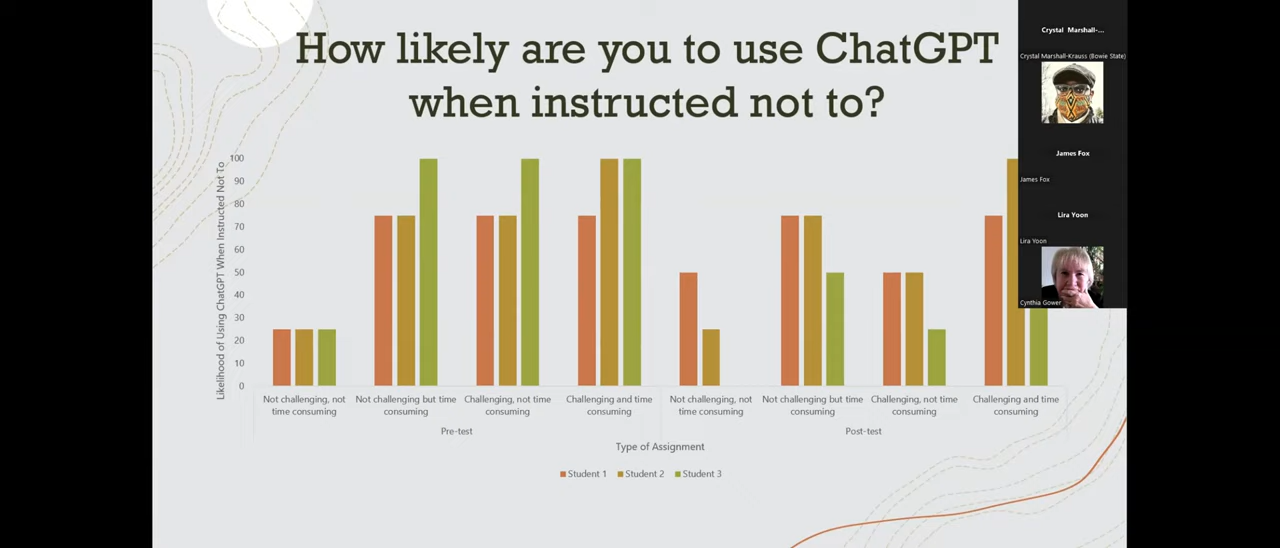 How likely are you to use ChatGPT
when instructed not to?
Likelihood of Using ChatGPT When Instructed Not To
100
90
80
70
60
50
40
30
20
10
0
Not challenging, not
time consuming
Not challenging but time
consuming
Challenging, not time
consuming
Challenging and time
consuming
Not challenging, not
time consuming
Not challenging but time
consuming
Challenging, not time
consuming
Challenging and time
consuming
Pre-test
Post-test
Type of Assignment
Student 1
Student 2
Student 3
Crystal Marshall-...
Crystal Marshall-Krauss (Bowie State)
James Fox
James Fox
Lira Yoon
Lira Yoon
Cynthia Gower